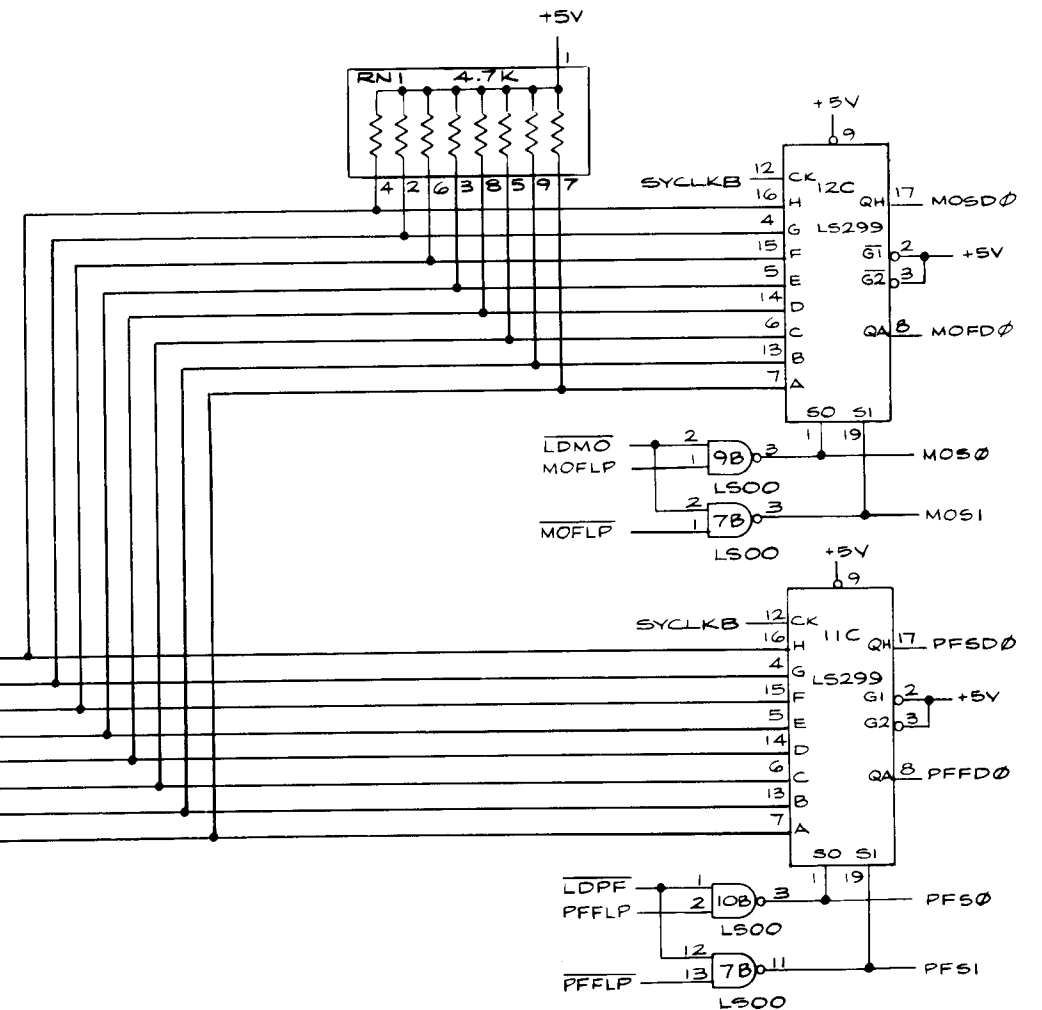 +5V
1
RN1 4.7K
4 2 6 3 8 5 9 7
+5V
9
SYCLKB 12 CK 12C
16 H QH 17 MOSDØ
4 G LS299
15 F G1 2 +5V
5 E G2 3
14 D
6 C QA 8 MOFDØ
13 B
7 A
S0 S1
1 19
LDMO 2 9B 3 MOSØ
MOFLP 1
LS00
2 7B 3 MOS1
MOFLP 1
LS00
+5V
9
SYCLKB 12 CK 11C
16 H QH 17 PFSDØ
4 G LS299
15 F G1 2 +5V
5 E G2 3
14 D
6 C QA 8 PFFDØ
13 B
7 A
S0 S1
1 19
LDPF 1 10B 3 PFSØ
PFFLP 2
LS00
12 7B 11 PFS1
PFFLP 13
LS00